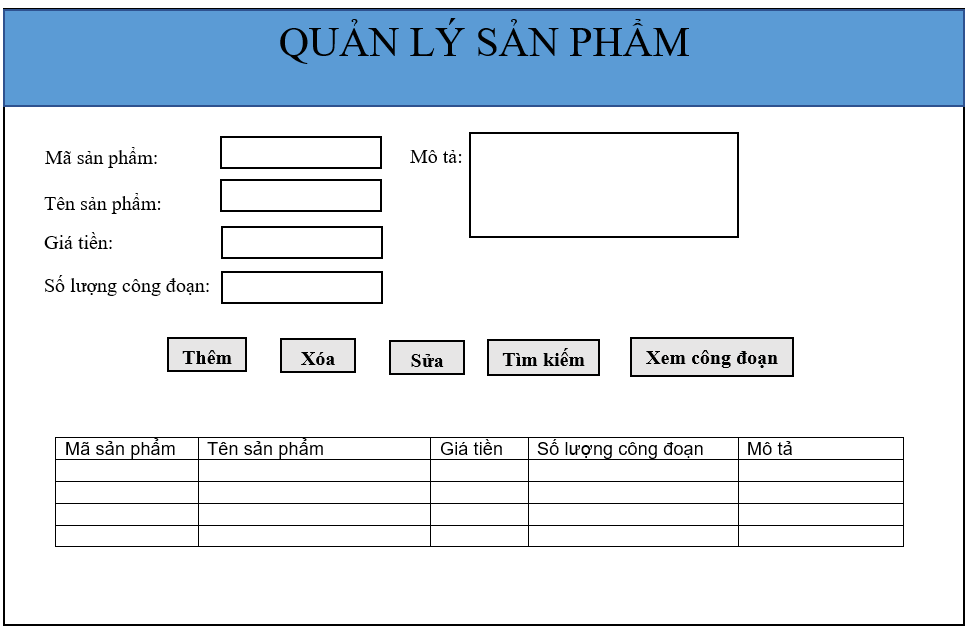 QUẢN LÝ SẢN PHẨM
Mã sản phẩm:
Mô tả:
Tên sản phẩm:
Giá tiền:
Số lượng công đoạn:
Thêm Xóa Sửa Tìm kiếm Xem công đoạn
Mã sản phẩm Tên sản phẩm Giá tiền Số lượng công đoạn Mô tả